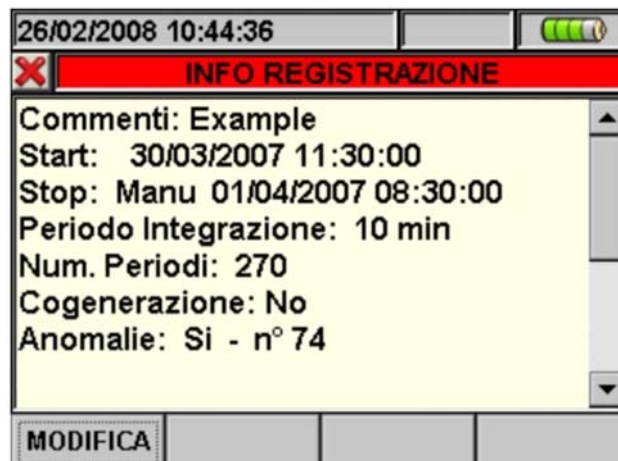 26/02/2008 10:44:36
INFO REGISTRAZIONE
Commenti: Example
Start: 30/03/2007 11:30:00
Stop: Manu 01/04/2007 08:30:00
Periodo Integrazione: 10 min
Num. Periodi: 270
Cogenerazione: No
Anomalie: Si - n° 74
MODIFICA